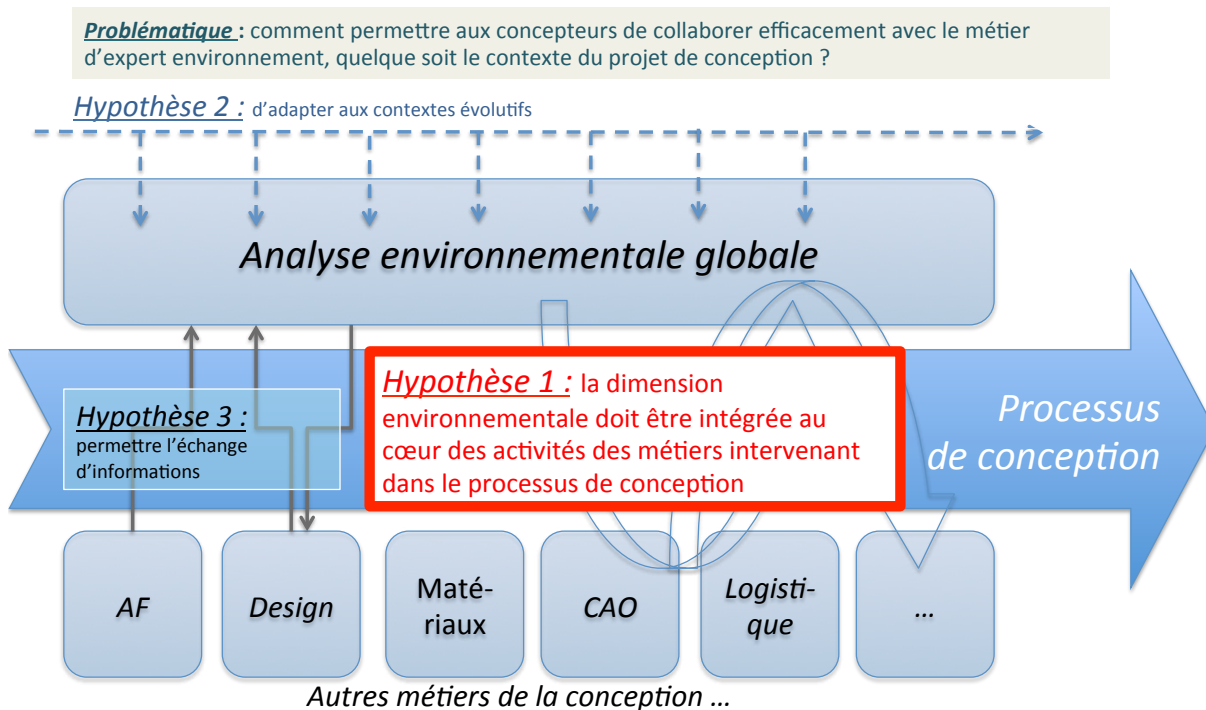 Problématique : comment permettre aux concepteurs de collaborer efficacement avec le métier
d'expert environnement, quelque soit le contexte du projet de conception ?
Hypothèse 2 : d'adapter aux contextes évolutifs
Analyse environnementale globale
Hypothèse 3 :
permettre l'échange
d'informations
Hypothèse 1 : la dimension
environnementale doit être intégrée au
cœur des activités des métiers intervenant
dans le processus de conception
Processus
de conception
AF
Design
Maté-
riaux
CAO
Logisti-
que
...
Autres métiers de la conception ...